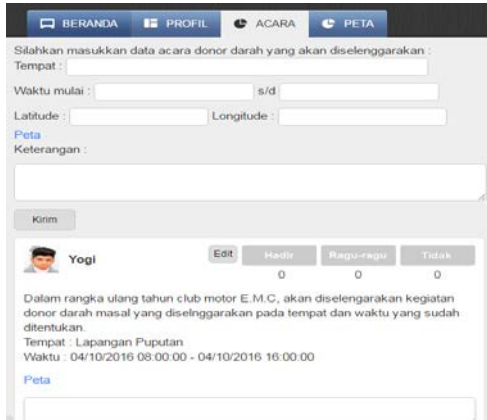 BERANDA PROFIL ACARA PETA
Silahkan masukkan data acara donor darah yang akan diselenggarakan :
Tempat :
Waktu mulai : s/d
Latitude : Longitude :
Peta
Keterangan :
Kirim
Yogi Edit Hadir Ragu-ragu Tidak
0 0 0
Dalam rangka ulang tahun club motor E.M.C, akan diselengarakan kegiatan
donor darah masal yang diselnggarakan pada tempat dan waktu yang sudah
ditentukan.
Tempat : Lapangan Puputan
Waktu : 04/10/2016 08:00:00 - 04/10/2016 16:00:00
Peta